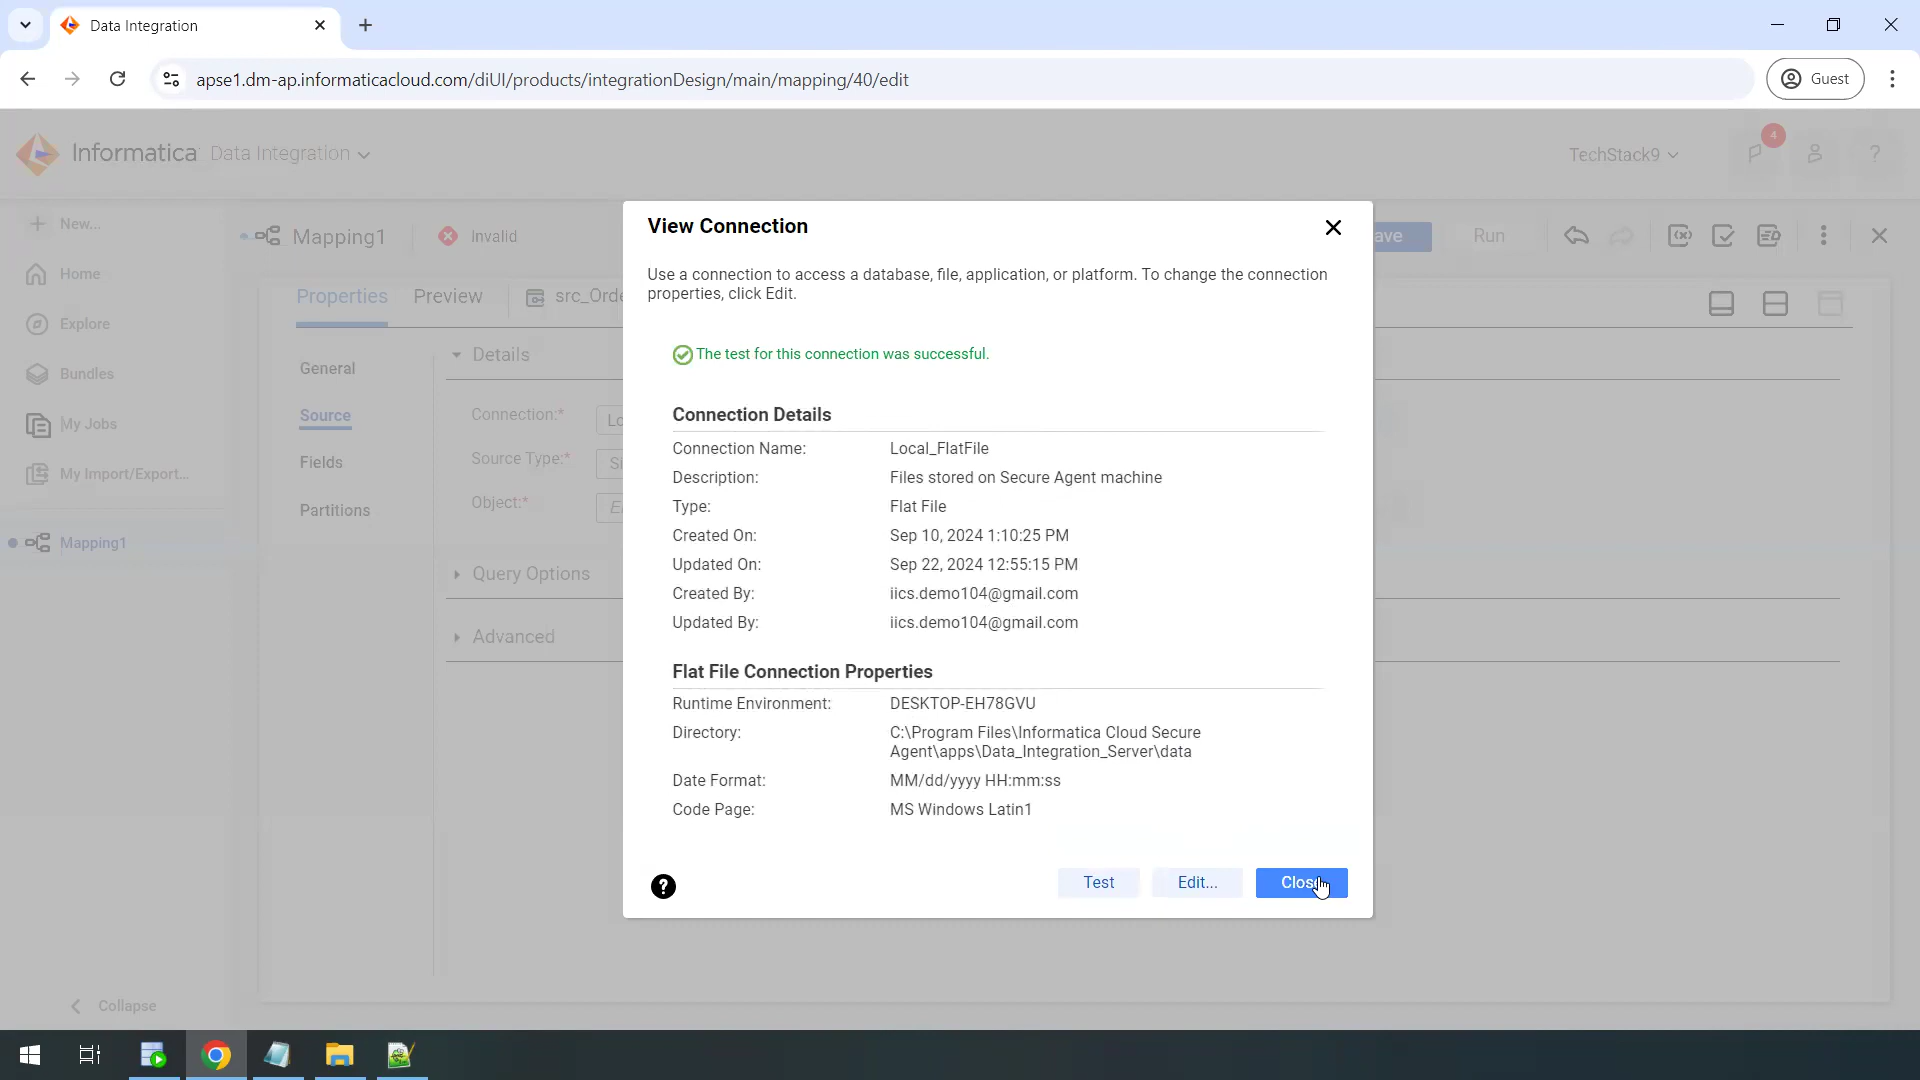 Data Integration
apse1.dm-ap.informaticacloud.com/diUI/products/integrationDesign/main/mapping/40/edit
Guest
Informatica Data Integration
TechStack9
4
?
New...
Home
Explore
Bundles
My Jobs
My Import/Export...
Mapping1
Collapse
Mapping1
Invalid
ave
Run
Properties
Preview
src_Orde
General
Source
Fields
Partitions
Details
Connection:*
Lo
Source Type:*
Si
Object:*
Query Options
Advanced
View Connection
Use a connection to access a database, file, application, or platform. To change the connection
properties, click Edit.
The test for this connection was successful.
Connection Details
Connection Name: Local_FlatFile
Description: Files stored on Secure Agent machine
Type: Flat File
Created On: Sep 10, 2024 1:10:25 PM
Updated On: Sep 22, 2024 12:55:15 PM
Created By: iics.demo104@gmail.com
Updated By: iics.demo104@gmail.com
Flat File Connection Properties
Runtime Environment: DESKTOP-EH78GVU
Directory: C:\Program Files\Informatica Cloud Secure
Agent\apps\Data_Integration_Server\data
Date Format: MM/dd/yyyy HH:mm:ss
Code Page: MS Windows Latin1
?
Test
Edit...
Close